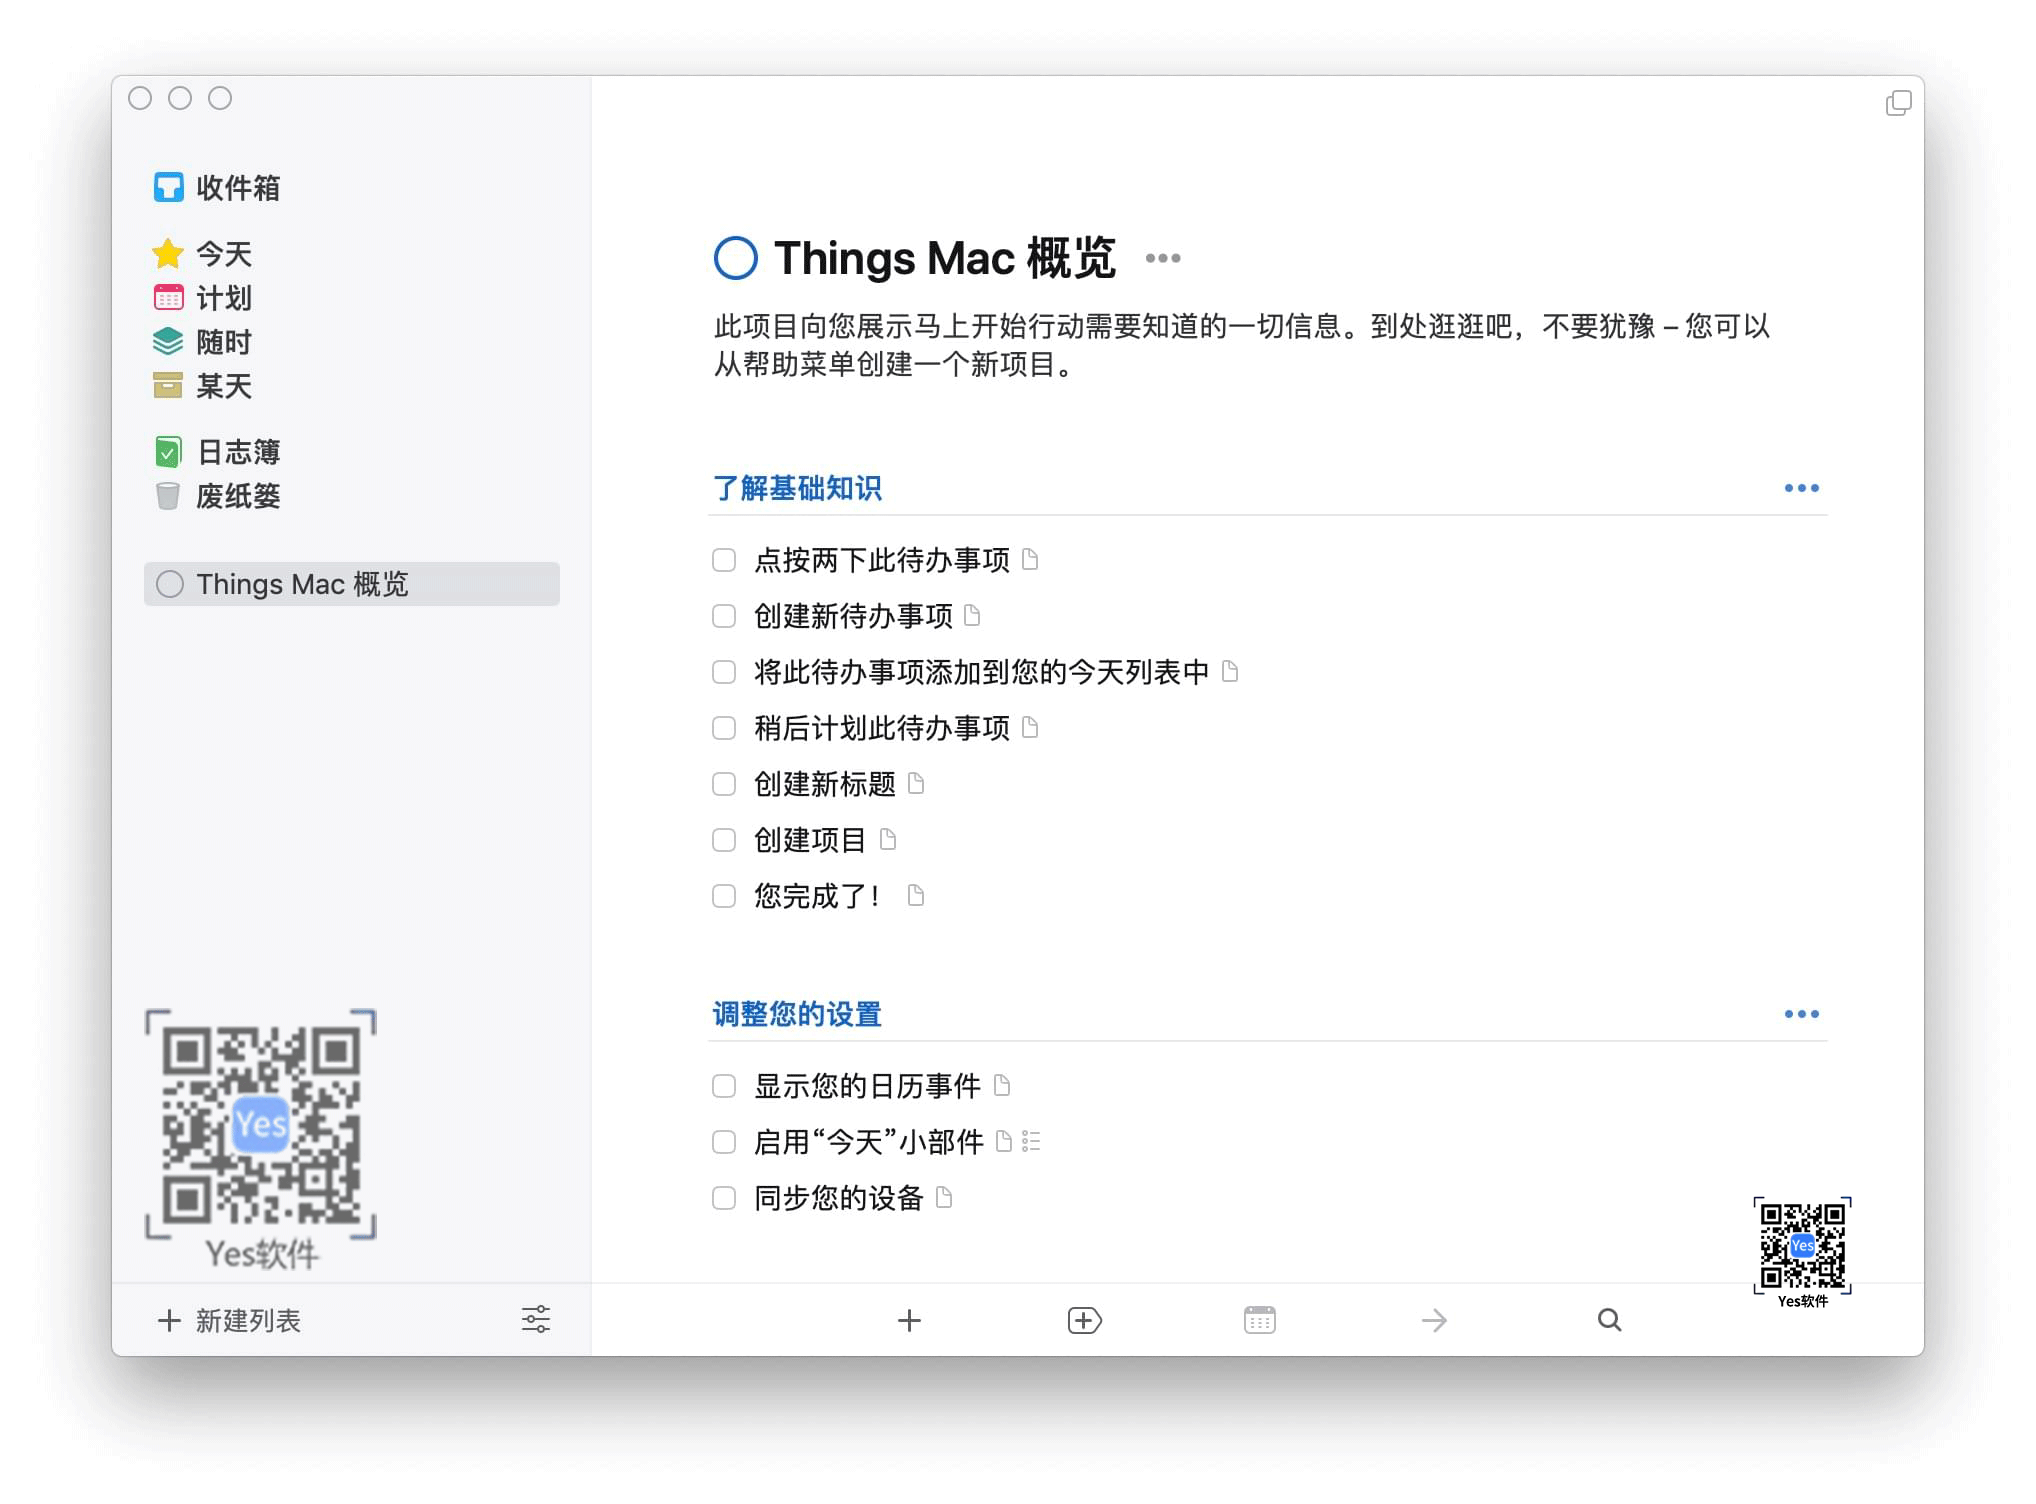 收件箱
今天
计划
随时
某天
日志簿
废纸篓
Things Mac 概览
Yes
Yes软件
新建列表
Things Mac 概览
此项目向您展示马上开始行动需要知道的一切信息。到处逛逛吧，不要犹豫 – 您可以
从帮助菜单创建一个新项目。
了解基础知识
点按两下此待办事项
创建新待办事项
将此待办事项添加到您的今天列表中
稍后计划此待办事项
创建新标题
创建项目
您完成了！
调整您的设置
显示您的日历事件
启用“今天”小部件
同步您的设备
Yes
Yes软件